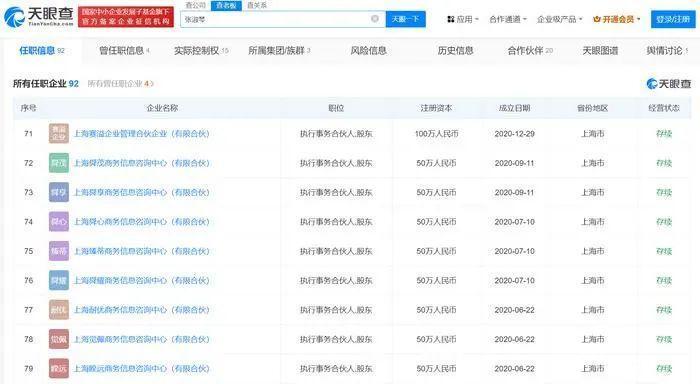 天眼查
TianYanCha.com
国家中小企业发展子基金旗下
官方备案企业征信机构
查公司 查老板 查关系
张淑琴
天眼一下
应用 合作通道 企业级产品 开通会员 登录/注册
任职信息 92 曾任职信息 4 实际控制权 15 所属集团/族群 3 风险信息 历史信息 合作伙伴 20 天眼图谱 舆情讨论 1
所有任职企业 92 所有曾任职企业 4
天眼查
序号 企业名称 职位 注册资本 成立日期 省份地区 经营状态
71 赛溢企业 上海赛溢企业管理合伙企业（有限合伙） 执行事务合伙人,股东 100万人民币 2020-12-29 上海市 存续
72 舜茂 上海舜茂商务信息咨询中心（有限合伙） 执行事务合伙人,股东 50万人民币 2020-09-11 上海市 存续
73 舜享 上海舜享商务信息咨询中心（有限合伙） 执行事务合伙人,股东 50万人民币 2020-09-11 上海市 存续
74 舜心 上海舜心商务信息咨询中心（有限合伙） 执行事务合伙人,股东 50万人民币 2020-07-10 上海市 存续
75 臻蒂 上海臻蒂商务信息咨询中心（有限合伙） 执行事务合伙人,股东 50万人民币 2020-07-10 上海市 存续
76 舜耀 上海舜耀商务信息咨询中心（有限合伙） 执行事务合伙人,股东 50万人民币 2020-07-10 上海市 存续
77 耐优 上海耐优商务信息咨询中心（有限合伙） 执行事务合伙人,股东 50万人民币 2020-06-22 上海市 存续
78 觉佩 上海觉佩商务信息咨询中心（有限合伙） 执行事务合伙人,股东 50万人民币 2020-06-22 上海市 存续
79 睽远 上海睽远商务信息咨询中心（有限合伙） 执行事务合伙人,股东 50万人民币 2020-06-22 上海市 存续